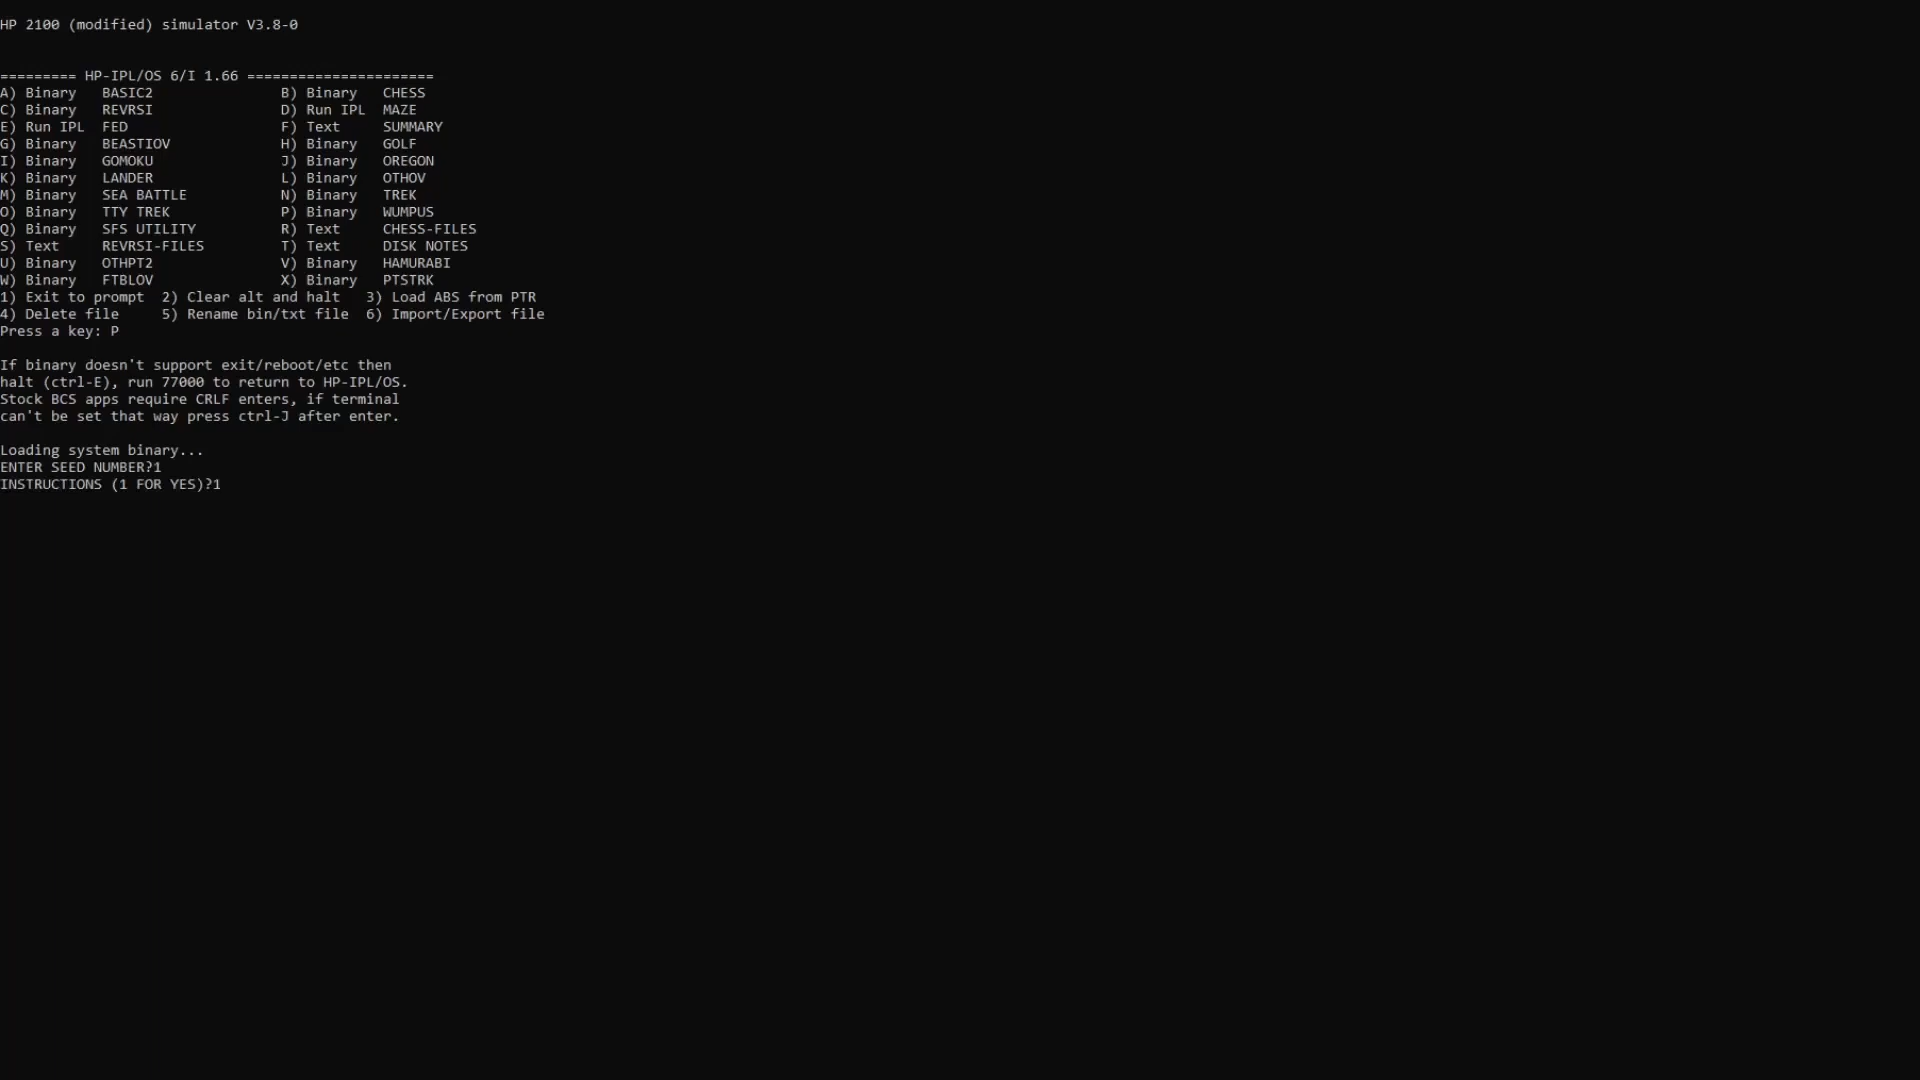 HP 2100 (modified) simulator V3.8-0
========= HP-IPL/OS 6/I 1.66 ======================
A) Binary   BASIC2               B) Binary   CHESS
C) Binary   REVRSI               D) Run IPL  MAZE
E) Run IPL  FED                  F) Text     SUMMARY
G) Binary   BEASTIOV             H) Binary   GOLF
I) Binary   GOMOKU               J) Binary   OREGON
K) Binary   LANDER               L) Binary   OTHOV
M) Binary   SEA BATTLE           N) Binary   TREK
O) Binary   TTY TREK             P) Binary   WUMPUS
Q) Binary   SFS UTILITY          R) Text     CHESS-FILES
S) Text     REVRSI-FILES         T) Text     DISK NOTES
U) Binary   OTHPT2               V) Binary   HAMURABI
W) Binary   FTBLOV               X) Binary   PTSTRK
1) Exit to prompt  2) Clear alt and halt   3) Load ABS from PTR
4) Delete file     5) Rename bin/txt file  6) Import/Export file
Press a key: P
If binary doesn't support exit/reboot/etc then
halt (ctrl-E), run 77000 to return to HP-IPL/OS.
Stock BCS apps require CRLF enters, if terminal
can't be set that way press ctrl-J after enter.
Loading system binary...
ENTER SEED NUMBER?1
INSTRUCTIONS (1 FOR YES)?1